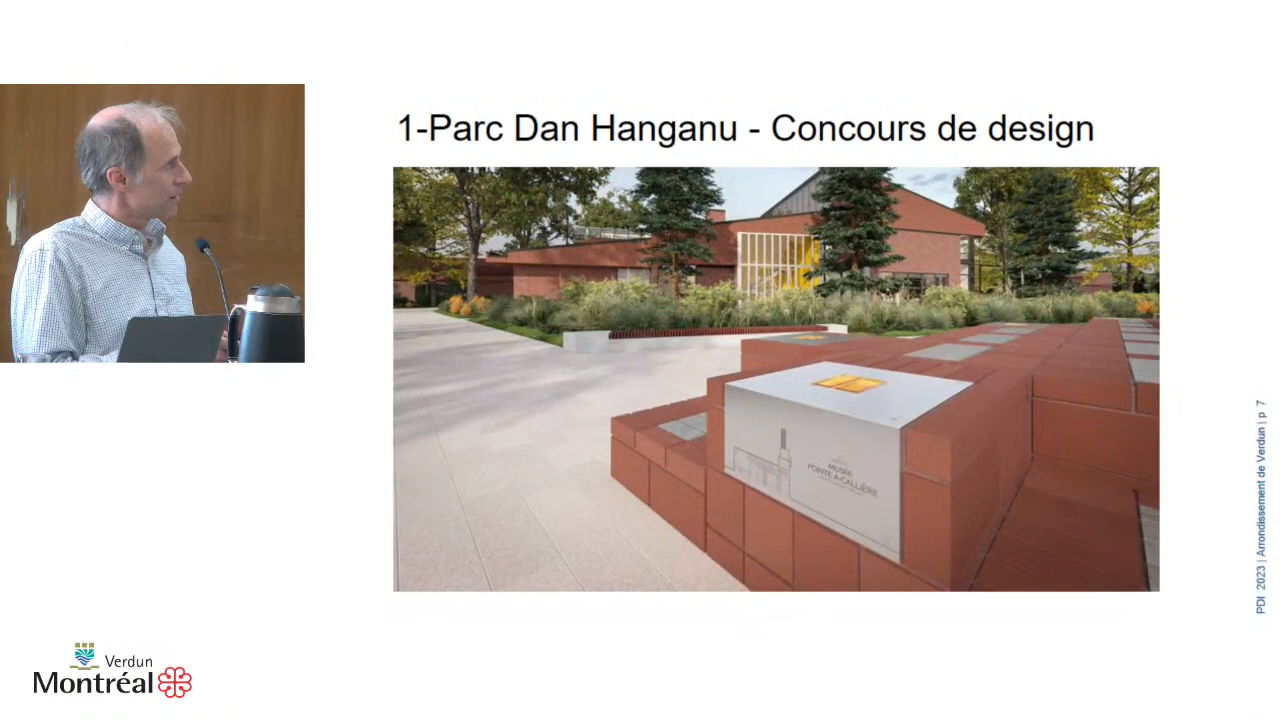 1-Parc Dan Hanganu - Concours de design
MUSÉE
POINTE-À-CALLIÈRE
PDI 2023 | Arrondissement de Verdun | p 7
Verdun
Montréal